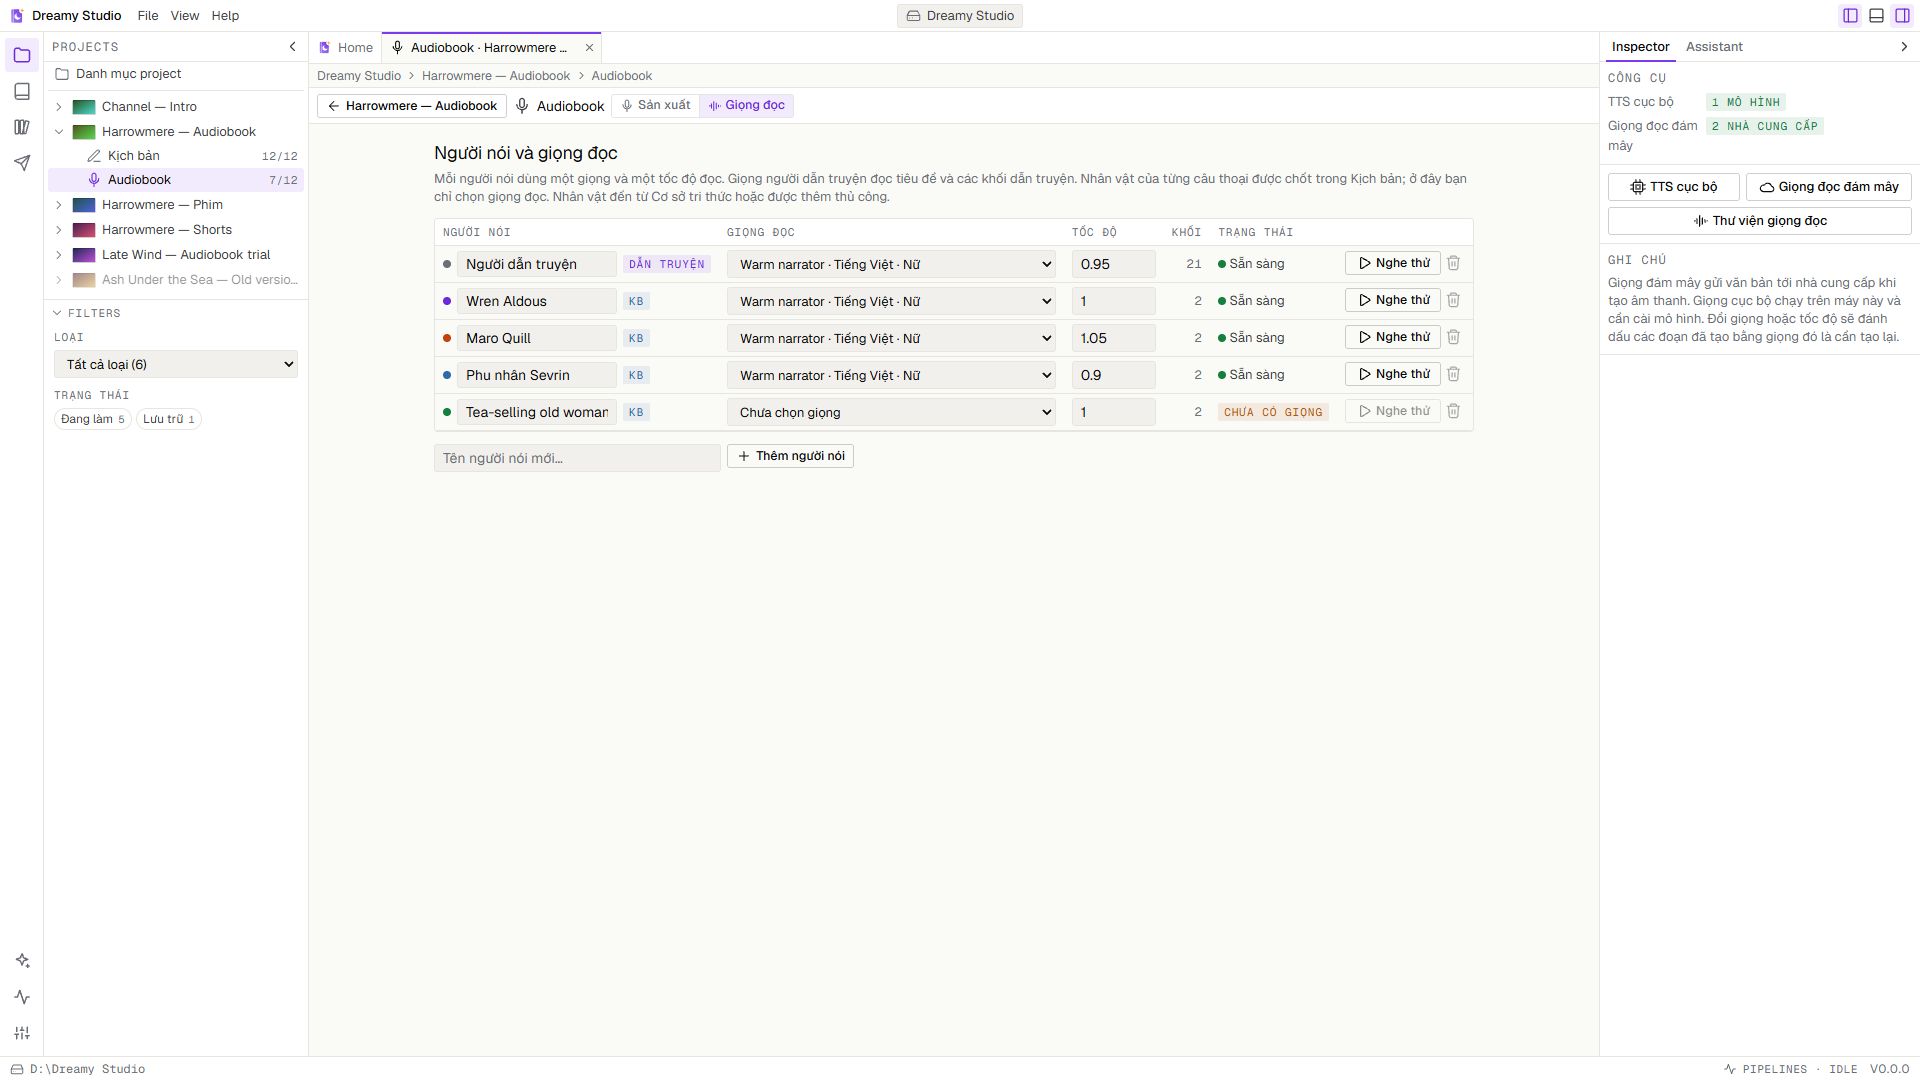 Dreamy Studio File View Help
Dreamy Studio
PROJECTS
Danh mục project
Channel — Intro
Harrowmere — Audiobook
Kịch bản 12/12
Audiobook 7/12
Harrowmere — Phim
Harrowmere — Shorts
Late Wind — Audiobook trial
Ash Under the Sea — Old versio...
FILTERS
LOẠI
Tất cả loại (6)
TRẠNG THÁI
Đang làm 5 Lưu trữ 1
Home Audiobook · Harrowmere ...
Dreamy Studio > Harrowmere — Audiobook > Audiobook
Harrowmere — Audiobook Audiobook Sản xuất Giọng đọc
Người nói và giọng đọc
Mỗi người nói dùng một giọng và một tốc độ đọc. Giọng người dẫn truyện đọc tiêu đề và các khối dẫn truyện. Nhân vật của từng câu thoại được chốt trong Kịch bản; ở đây bạn
chỉ chọn giọng đọc. Nhân vật đến từ Cơ sở tri thức hoặc được thêm thủ công.
NGƯỜI NÓI GIỌNG ĐỌC TỐC ĐỘ KHỐI TRẠNG THÁI
Người dẫn truyện DẪN TRUYỆN Warm narrator · Tiếng Việt · Nữ 0.95 21 Sẵn sàng Nghe thử
Wren Aldous KB Warm narrator · Tiếng Việt · Nữ 1 2 Sẵn sàng Nghe thử
Maro Quill KB Warm narrator · Tiếng Việt · Nữ 1.05 2 Sẵn sàng Nghe thử
Phu nhân Sevrin KB Warm narrator · Tiếng Việt · Nữ 0.9 2 Sẵn sàng Nghe thử
Tea-selling old woman KB Chưa chọn giọng 1 2 CHƯA CÓ GIỌNG Nghe thử
Tên người nói mới... Thêm người nói
Inspector Assistant
CÔNG CỤ
TTS cục bộ 1 MÔ HÌNH
Giọng đọc đám 2 NHÀ CUNG CẤP
mây
TTS cục bộ Giọng đọc đám mây
Thư viện giọng đọc
GHI CHÚ
Giọng đám mây gửi văn bản tới nhà cung cấp khi
tạo âm thanh. Giọng cục bộ chạy trên máy này và
cần cài mô hình. Đổi giọng hoặc tốc độ sẽ đánh
dấu các đoạn đã tạo bằng giọng đó là cần tạo lại.
D:\Dreamy Studio
PIPELINES · IDLE V0.0.0